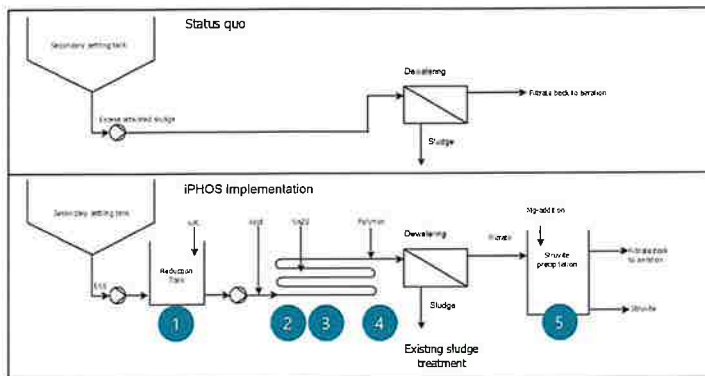 Status quo
Secondary settling tank
Dewatering
Filtrate back to aeration
Excess activated sludge
Sludge
iPHOS Implementation
Mg-addition
Secondary settling tank
Polymer
Dewatering
Filtrate
Struvite
precipitation
Filtrate back
to aeration
Reduction
Tank
Sludge
Struvite
1
2
3
4
5
Existing sludge
treatment